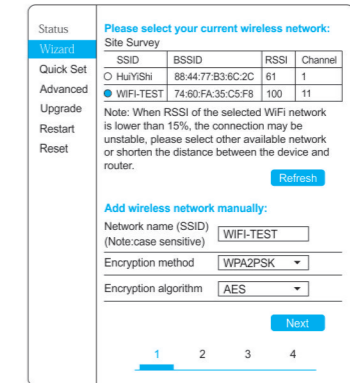 Status
Wizard
Quick Set
Advanced
Upgrade
Restart
Reset
Please select your current wireless network:
Site Survey
SSID BSSID RSSI Channel
HuiYiShi 88:44:77:B3:6C:2C 61 1
WIFI-TEST 74:60:FA:35:C5:F8 100 11
Note: When RSSI of the selected WiFi network
is lower than 15%, the connection may be
unstable, please select other available network
or shorten the distance between the device and
router.
Refresh
Add wireless network manually:
Network name (SSID)
(Note:case sensitive) WIFI-TEST
Encryption method WPA2PSK
Encryption algorithm AES
Next
1 2 3 4